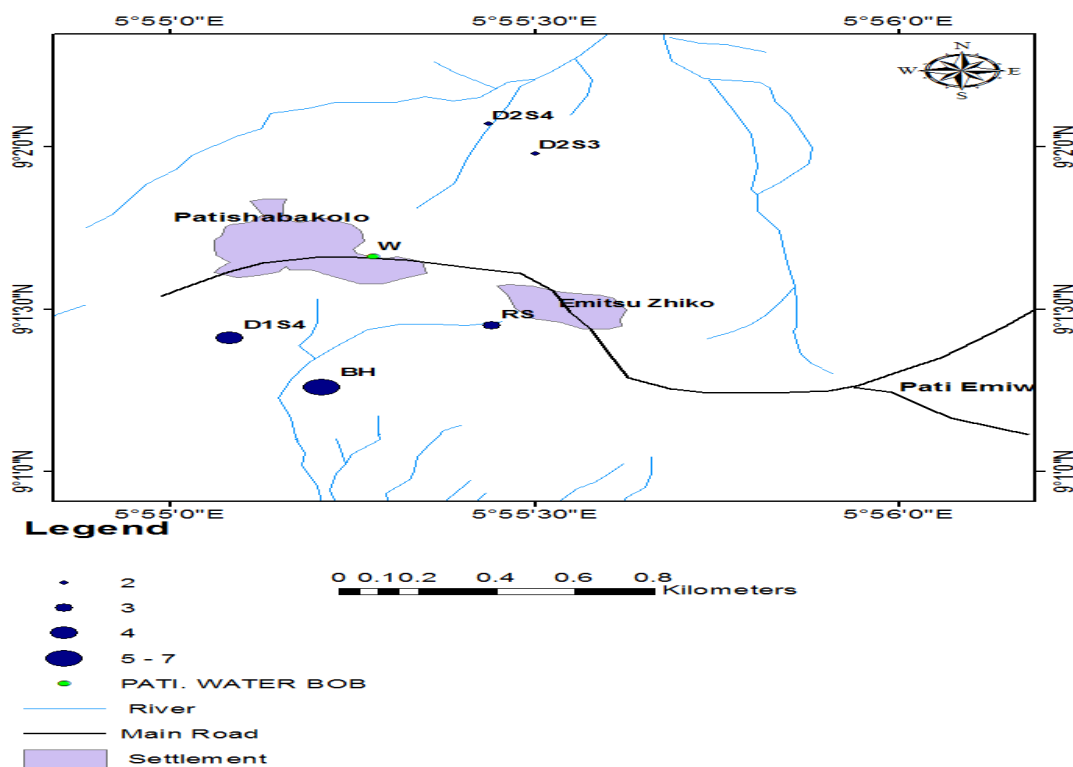 5°55'0"E 5°55'30"E 5°56'0"E
N
W E
S
D2S4
9°2'0"N 9°2'0"N
D2S3
Patishabakolo
W
Emitsu Zhiko
9°1'30"N 9°1'30"N
RS
D1S4
BH
Pati Emiw
9°1'0"N 9°1'0"N
5°55'0"E 5°55'30"E 5°56'0"E
Legend
2
3
4
5 - 7
PATI. WATER BOB
River
Main Road
Settlement
0 0.1 0.2 0.4 0.6 0.8
Kilometers